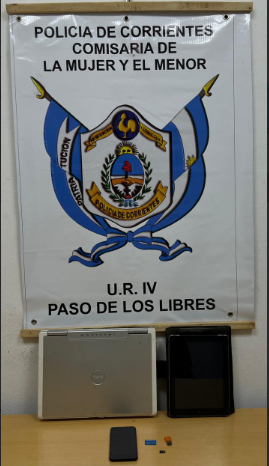 POLICIA DE CORRIENTES
COMISARIA DE
LA MUJER Y EL MENOR
POLICIA DE CORRIENTES
U.R. IV
PASO DE LOS LIBRES